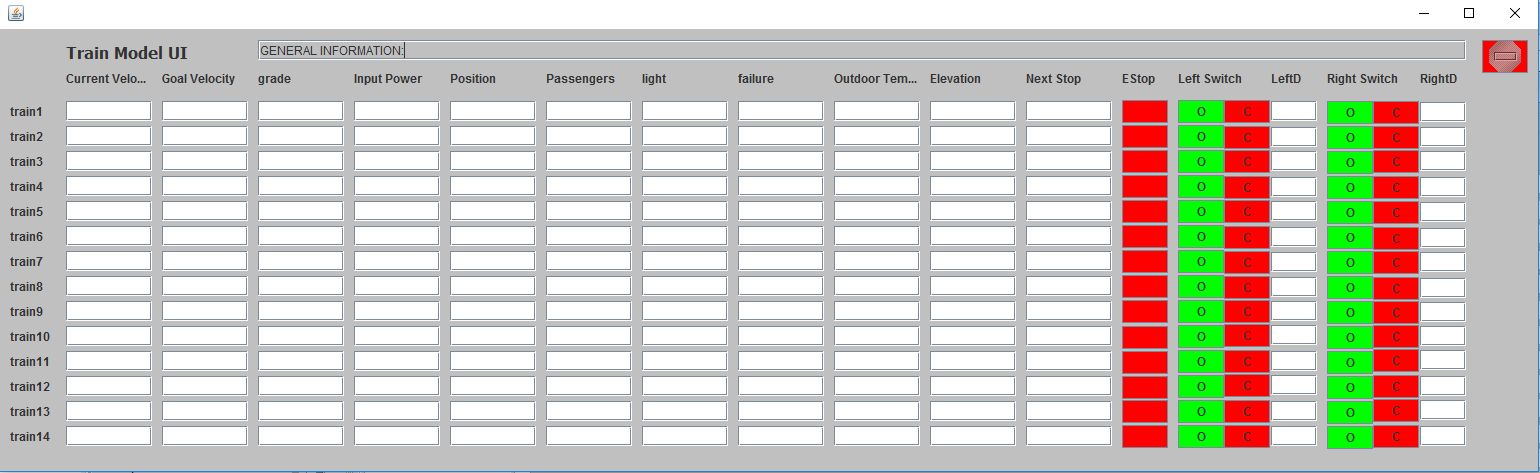 Train Model UI GENERAL INFORMATION:
Current Velo... Goal Velocity grade Input Power Position Passengers light failure Outdoor Tem... Elevation Next Stop EStop Left Switch LeftD Right Switch RightD
train1 O C O C
train2 O C O C
train3 O C O C
train4 O C O C
train5 O C O C
train6 O C O C
train7 O C O C
train8 O C O C
train9 O C O C
train10 O C O C
train11 O C O C
train12 O C O C
train13 O C O C
train14 O C O C